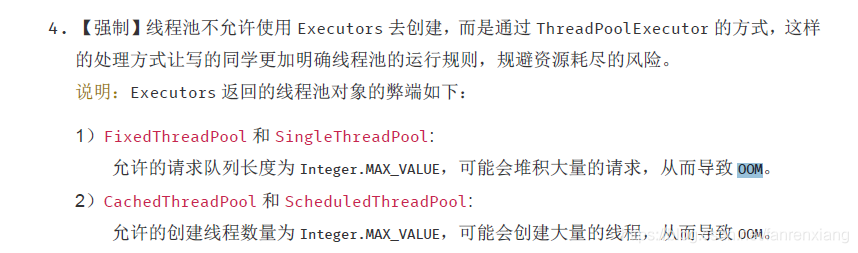 4. 【强制】线程池不允许使用 Executors 去创建，而是通过 ThreadPoolExecutor 的方式，这样
的处理方式让写的同学更加明确线程池的运行规则，规避资源耗尽的风险。
说明：Executors 返回的线程池对象的弊端如下：
1）FixedThreadPool 和 SingleThreadPool:
允许的请求队列长度为 Integer.MAX_VALUE，可能会堆积大量的请求，从而导致 OOM。
2）CachedThreadPool 和 ScheduledThreadPool:
允许的创建线程数量为 Integer.MAX_VALUE，可能会创建大量的线程，从而导致 OOM。